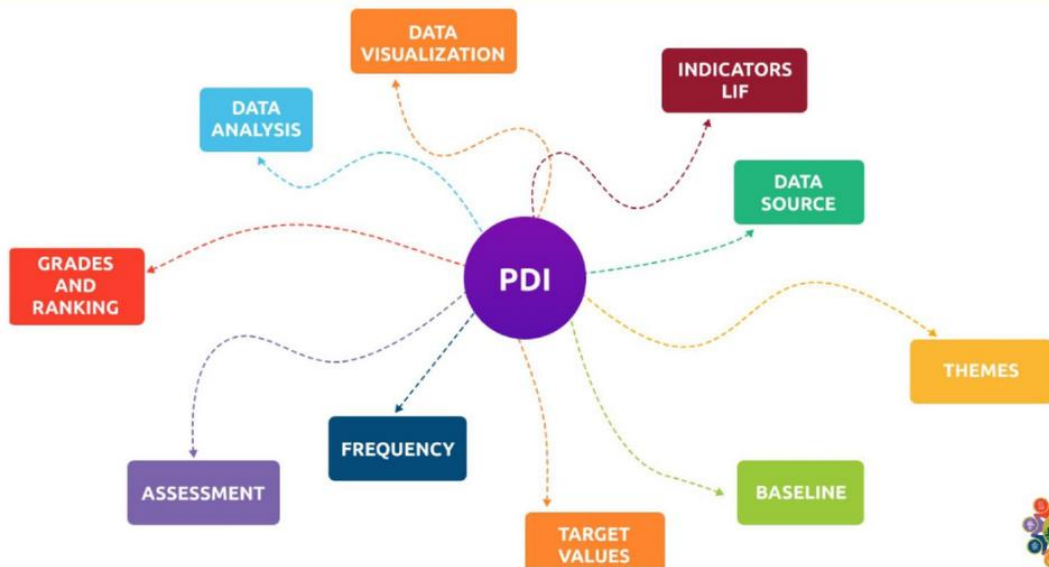 DATA
VISUALIZATION
INDICATORS
LIF
DATA
ANALYSIS
DATA
SOURCE
PDI
GRADES
AND
RANKING
THEMES
FREQUENCY
ASSESSMENT
BASELINE
TARGET
VALUES